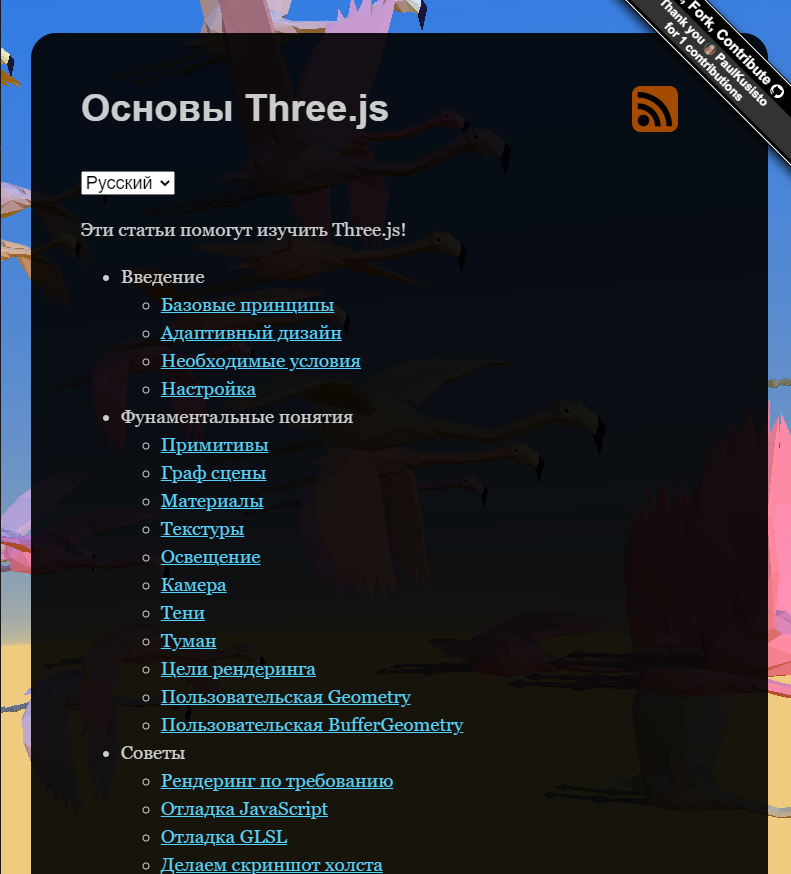 Основы Three.js
, Fork, Contribute
Thank you PaulKusisto
for 1 contributions
Русский
Эти статьи помогут изучить Three.js!
Введение
Базовые принципы
Адаптивный дизайн
Необходимые условия
Настройка
Фунаментальные понятия
Примитивы
Граф сцены
Материалы
Текстуры
Освещение
Камера
Тени
Туман
Цели рендеринга
Пользовательская Geometry
Пользовательская BufferGeometry
Советы
Рендеринг по требованию
Отладка JavaScript
Отладка GLSL
Делаем скриншот холста